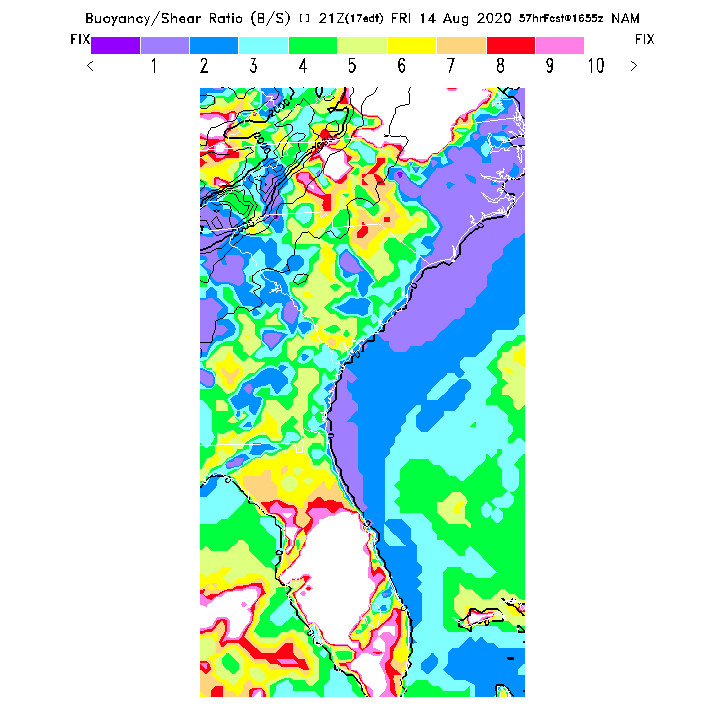 Buoyancy/Shear Ratio (B/S) [] 21Z(17edt) FRI 14 Aug 2020 57hrFcst@1655z NAM
FIX FIX
< 1 2 3 4 5 6 7 8 9 10 >